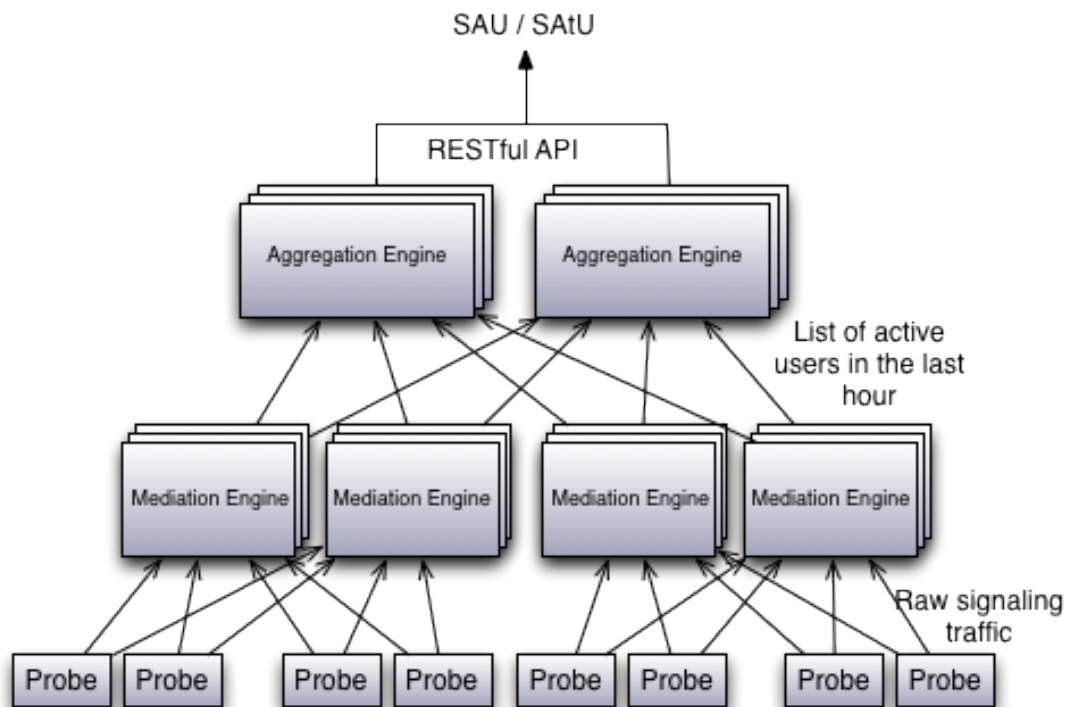 SAU / SAtU
RESTful API
Aggregation Engine
Aggregation Engine
List of active
users in the last
hour
Mediation Engine
Mediation Engine
Mediation Engine
Mediation Engine
Raw signaling
traffic
Probe
Probe
Probe
Probe
Probe
Probe
Probe
Probe